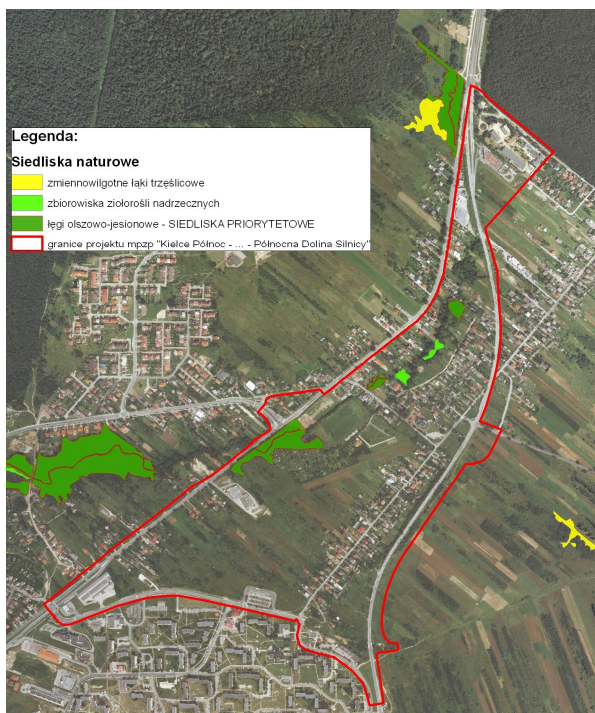 Legenda:
Siedliska naturowe
zmiennowilgotne łąki trzęślicowe
zbiorowiska ziołorośli nadrzecznych
łęgi olszowo-jesionowe - SIEDLISKA PRIORYTETOWE
granice projektu mpzp "Kielce Północ - ... - Północna Dolina Silnicy"